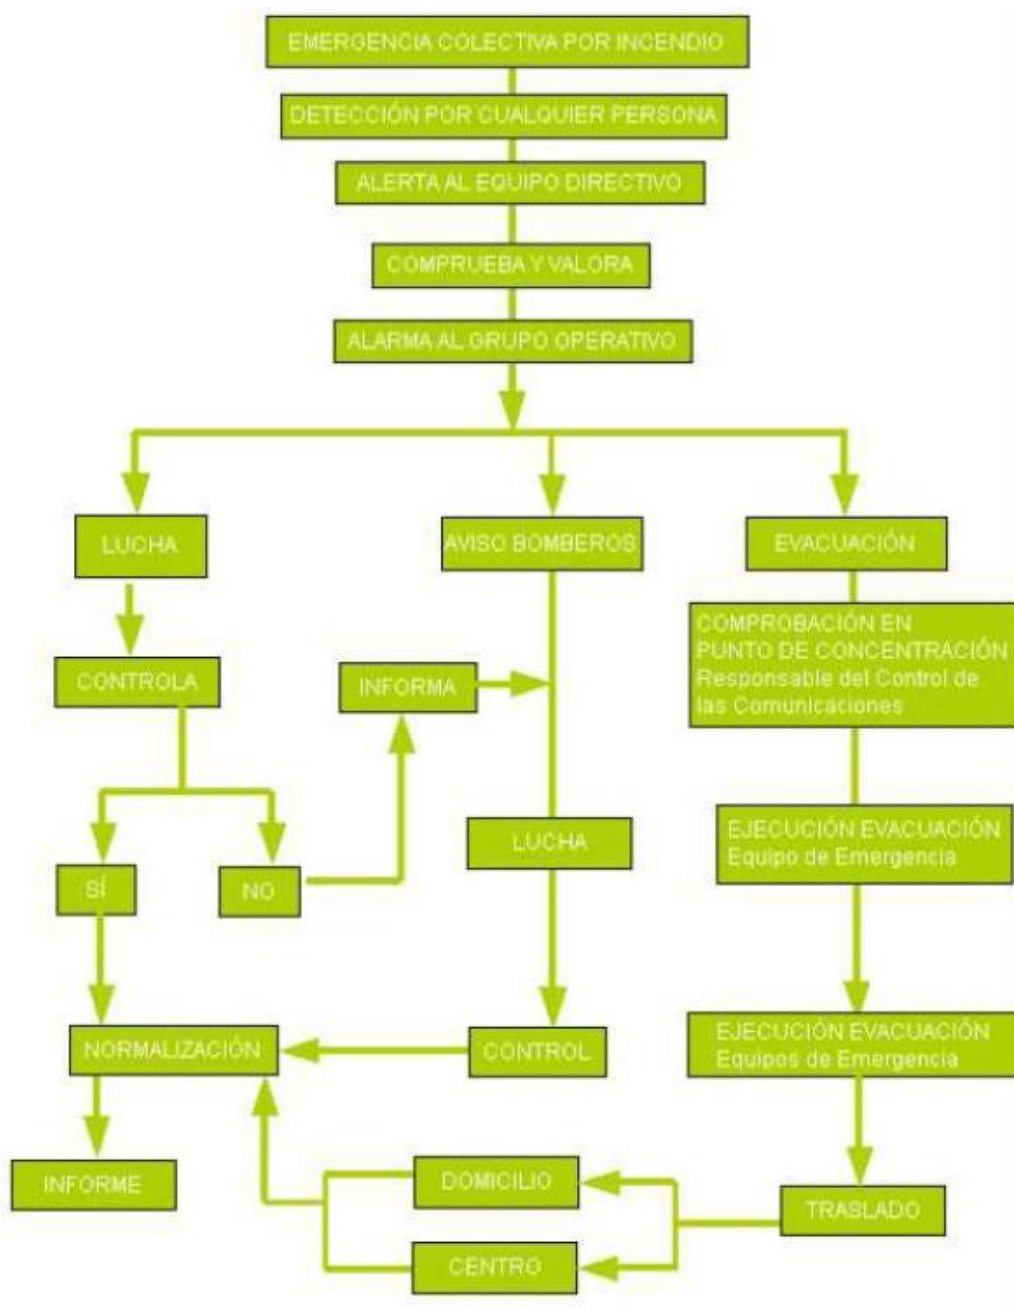 EMERGENCIA COLECTIVA POR INCENDIO
DETECCIÓN POR CUALQUIER PERSONA
ALERTA AL EQUIPO DIRECTIVO
COMPRUEBA Y VALORA
ALARMA AL GRUPO OPERATIVO
LUCHA
AVISO BOMBEROS
EVACUACIÓN
COMPROBACIÓN EN
PUNTO DE CONCENTRACIÓN
Responsable del Control de
las Comunicaciones
CONTROLA
INFORMA
LUCHA
EJECUCIÓN EVACUACIÓN
Equipo de Emergencia
SÍ
NO
NORMALIZACIÓN
CONTROL
EJECUCIÓN EVACUACIÓN
Equipos de Emergencia
INFORME
DOMICILIO
TRASLADO
CENTRO